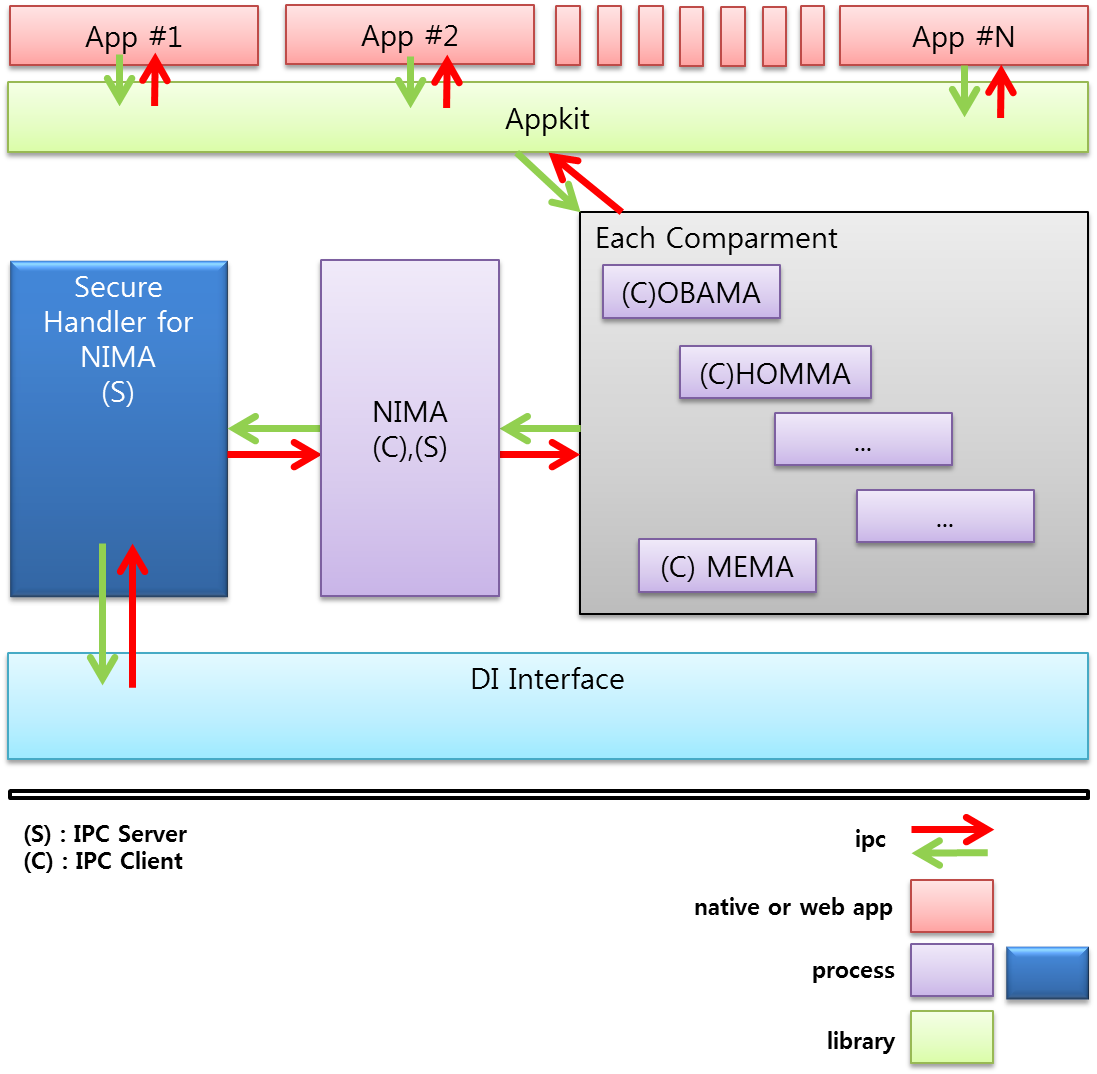 App #1
App #2
App #N
Appkit
Each Comparment
(C)OBAMA
(C)HOMMA
...
...
(C) MEMA
Secure
Handler for
NIMA
(S)
NIMA
(C),(S)
DI Interface
(S) : IPC Server
(C) : IPC Client
ipc
native or web app
process
library